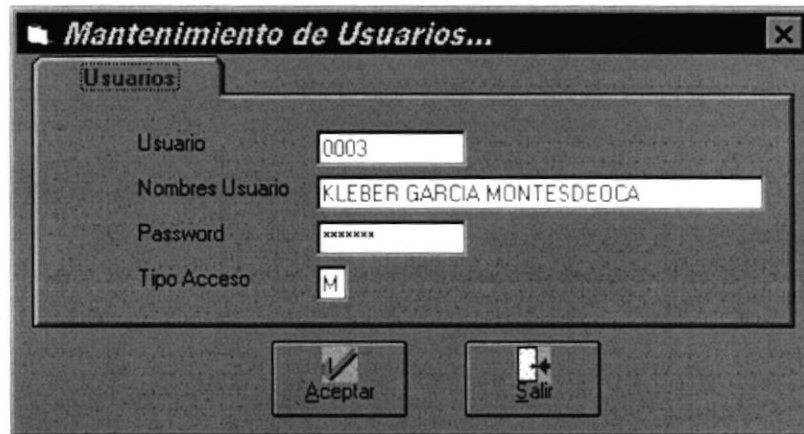 Mantenimiento de Usuarios...
Usuarios
Usuario 0003
Nombres Usuario KLEBER GARCIA MONTESDEOCA
Password *******
Tipo Acceso M
Aceptar Salir